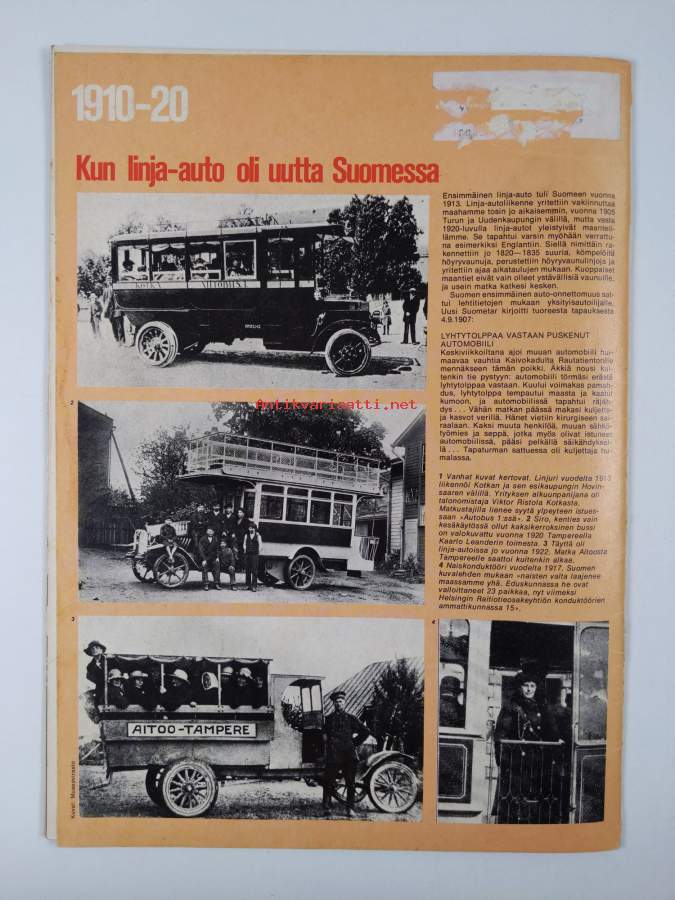 1910-20
Kun linja-auto oli uutta Suomessa
Ensimmäinen linja-auto tuli Suomeen vuonna
1913. Linja-autoliikenne yritettiin vakiinnuttaa
maahamme tosin jo aikaisemmin, vuonna 1905
Turun ja Uudenkaupungin välillä, mutta vasta
1920-luvulla linja-autot yleistyivät maantei-
lämme. Se tapahtui varsin myöhään verrattu-
na esimerkiksi Englantiin. Siellä nimittäin ra-
kennettiin jo 1820—1835 suuria, kömpelöitä
höyryvaunuja, perustettiin höyryvaunulinjoja ja
yritettiin ajaa aikataulujen mukaan. Kuoppaiset
maantiet eivät vain olleet ystävällisiä vaunuille,
ja usein matka katkesi kesken.
Suomen ensimmäinen auto-onnettomuus sat-
tui lehtitietojen mukaan yksityisautoilijalle.
Uusi Suometar kirjoitti tuoreesta tapauksesta
4.9.1907:
LYHTYTOLPPAA VASTAAN PUSKENUT
AUTOMOBIILI
Keskiviikkoiltana ajoi muuan automobiili hu-
maavaa vauhtia Kaivokadulta Rautatientorille
mennäkseen tämän poikki. Äkkiä nousi kui-
tenkin tie pystyyn: automobiili törmäsi erästä
lyhtytolppaa vastaan. Kuului voimakas pamah-
dus, lyhtytolppa tempautui maasta ja kaatui
kumoon, ja automobiilissa tapahtui räjäh-
dys... Vähän matkan päässä makasi kuljetta-
ja kasvot verillä. Hänet vietiin kirurgiseen sai-
raalaan. Kaksi muuta henkilöä, muuan sähkö-
työmies ja seppä, jotka myös olivat istuneet
automobiilissa, pääsi pelkällä säikähdyksel-
lä... Tapaturman sattuessa oli kuljettaja hu-
malassa.
1 Vanhat kuvat kertovat. Linjuri vuodelta 1913
liikennöi Kotkan ja sen esikaupungin Hovin-
saaren välillä. Yrityksen alkuunpanijana oli
talonomistaja Viktor Ristola Kotkasta.
Matkustajilla lienee syytä ylpeyteen istues-
saan »Autobus 1:ssä». 2 Siro, kenties vain
kesäkäytössä ollut kaksikerroksinen bussi
on valokuvattu vuonna 1920 Tampereella
Kaarlo Leanderin toimesta. 3 Täyttä oli
linja-autoissa jo vuonna 1922. Matka Aitoosta
Tampereelle saattoi kuitenkin alkaa.
4 Naiskonduktööri vuodelta 1917. Suomen
kuvalehden mukaan »naisten valta laajenee
maassamme yhä. Eduskunnassa he ovat
valloittaneet 23 paikkaa, nyt viimeksi
Helsingin Raitiotieosakeyhtiön konduktöörien
ammattikunnassa 15».
KOTKA
2
Antikvariaatti.net
3
AITOO-TAMPERE
4